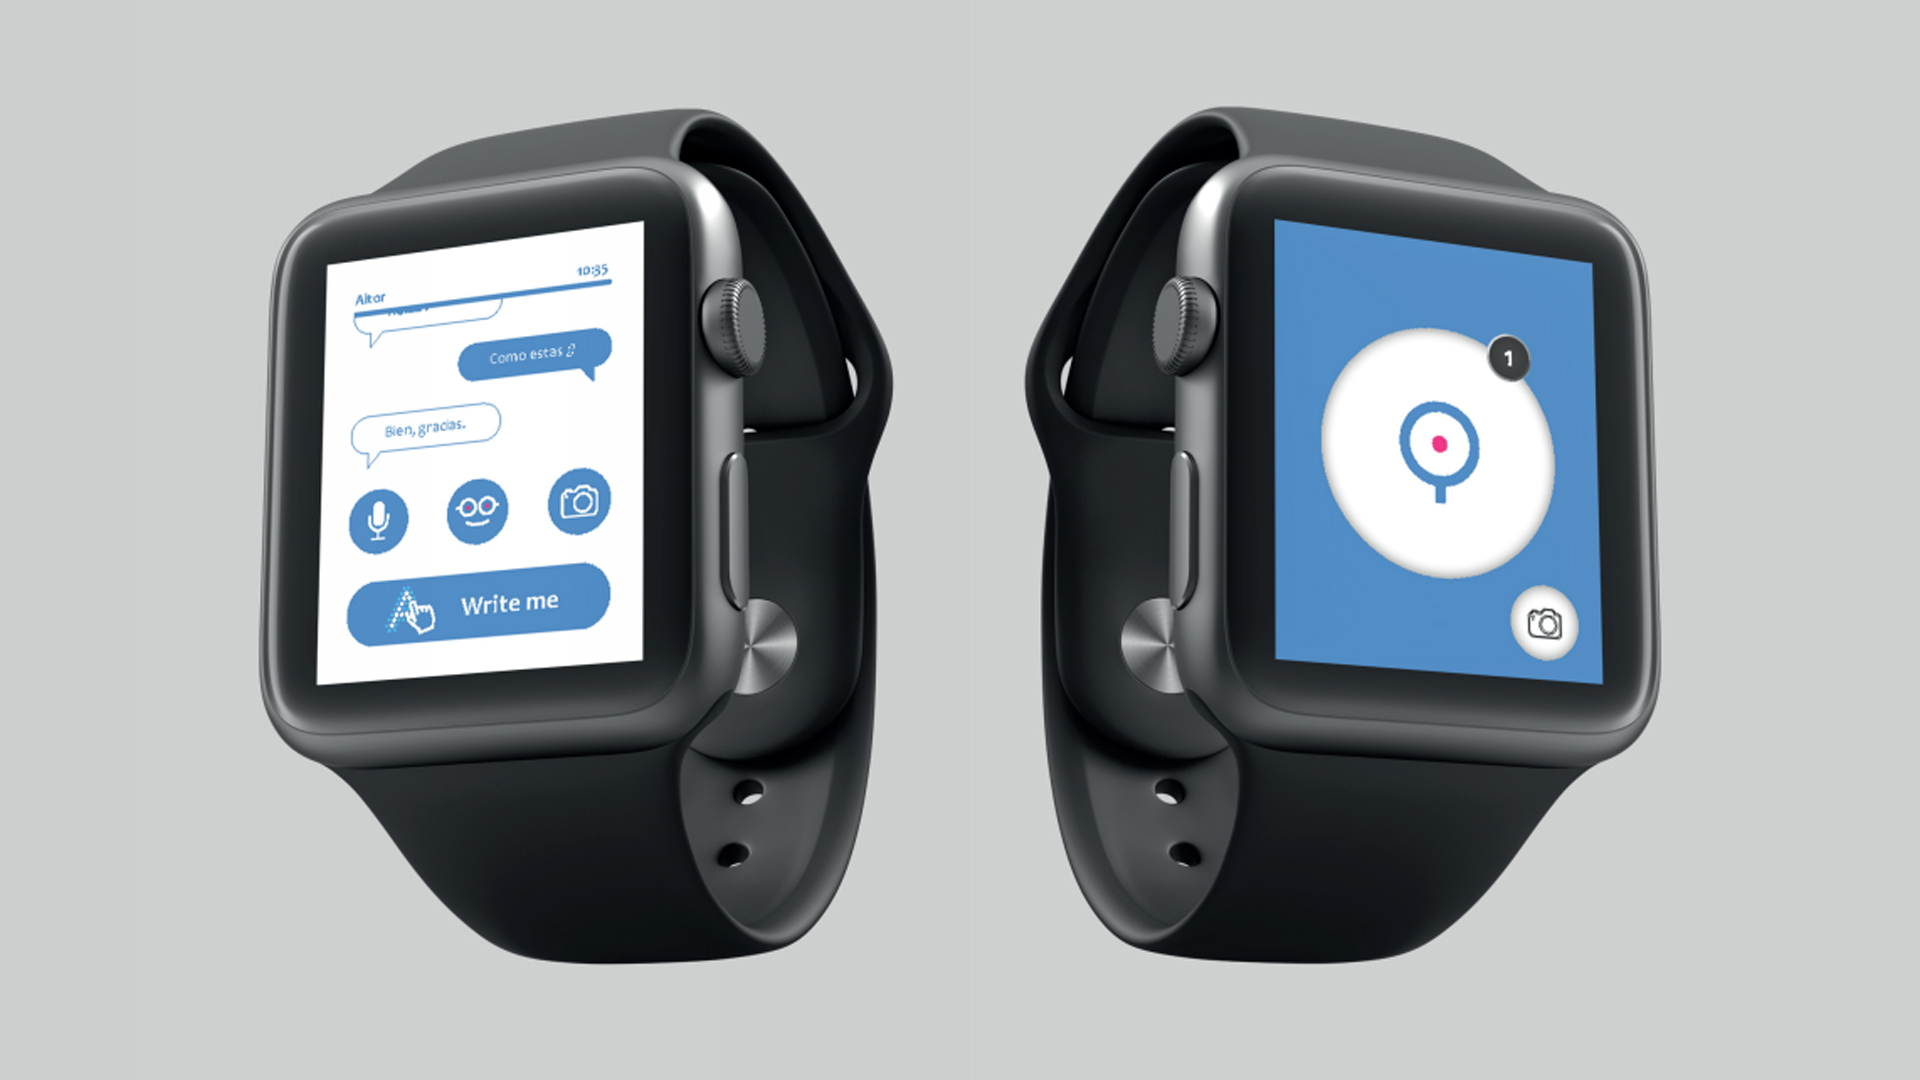 10:35
Aitor
Como estas ?
Bien, gracias.
Write me
1